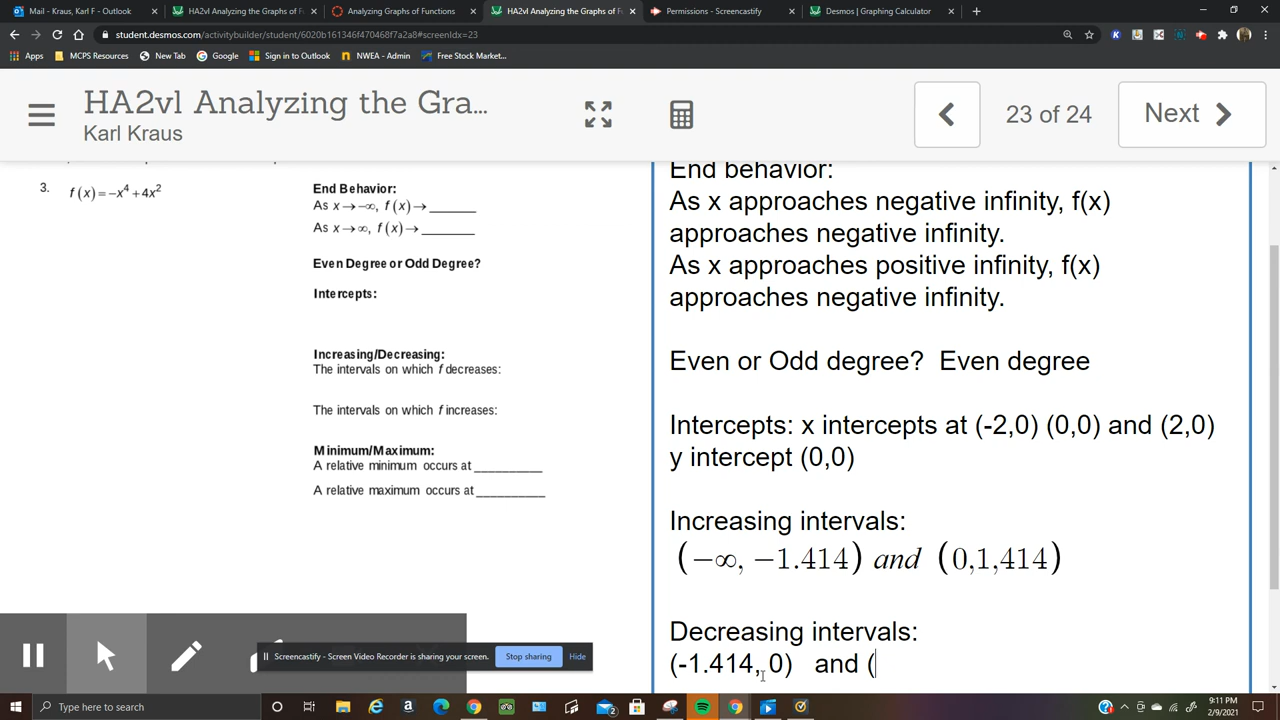 Mail - Kraus, Karl F - Outlook
HA2vl Analyzing the Graphs of F
Analyzing Graphs of Functions
HA2vl Analyzing the Graphs of F
Permissions - Screencastify
Desmos | Graphing Calculator
student.desmos.com/activitybuilder/student/6020b161346f470468f7a2a8#screenIdx=23
Apps MCPS Resources New Tab Google Sign in to Outlook NWEA - Admin Free Stock Market...
HA2vl Analyzing the Gra...
Karl Kraus
23 of 24
Next
3. f (x) = −x⁴ + 4x²
End Behavior:
As x → −∞, f (x) → ______
As x → ∞, f (x) → ______
Even Degree or Odd Degree?
Intercepts:
Increasing/Decreasing:
The intervals on which f decreases:
The intervals on which f increases:
Minimum/Maximum:
A relative minimum occurs at __________
A relative maximum occurs at __________
End behavior:
As x approaches negative infinity, f(x)
approaches negative infinity.
As x approaches positive infinity, f(x)
approaches negative infinity.
Even or Odd degree? Even degree
Intercepts: x intercepts at (-2,0) (0,0) and (2,0)
y intercept (0,0)
Increasing intervals:
(−∞, −1.414) and (0,1,414)
Decreasing intervals:
(-1.414, 0) and (
Screencastify - Screen Video Recorder is sharing your screen.
Stop sharing
Hide
Type here to search
9:11 PM
2/9/2021